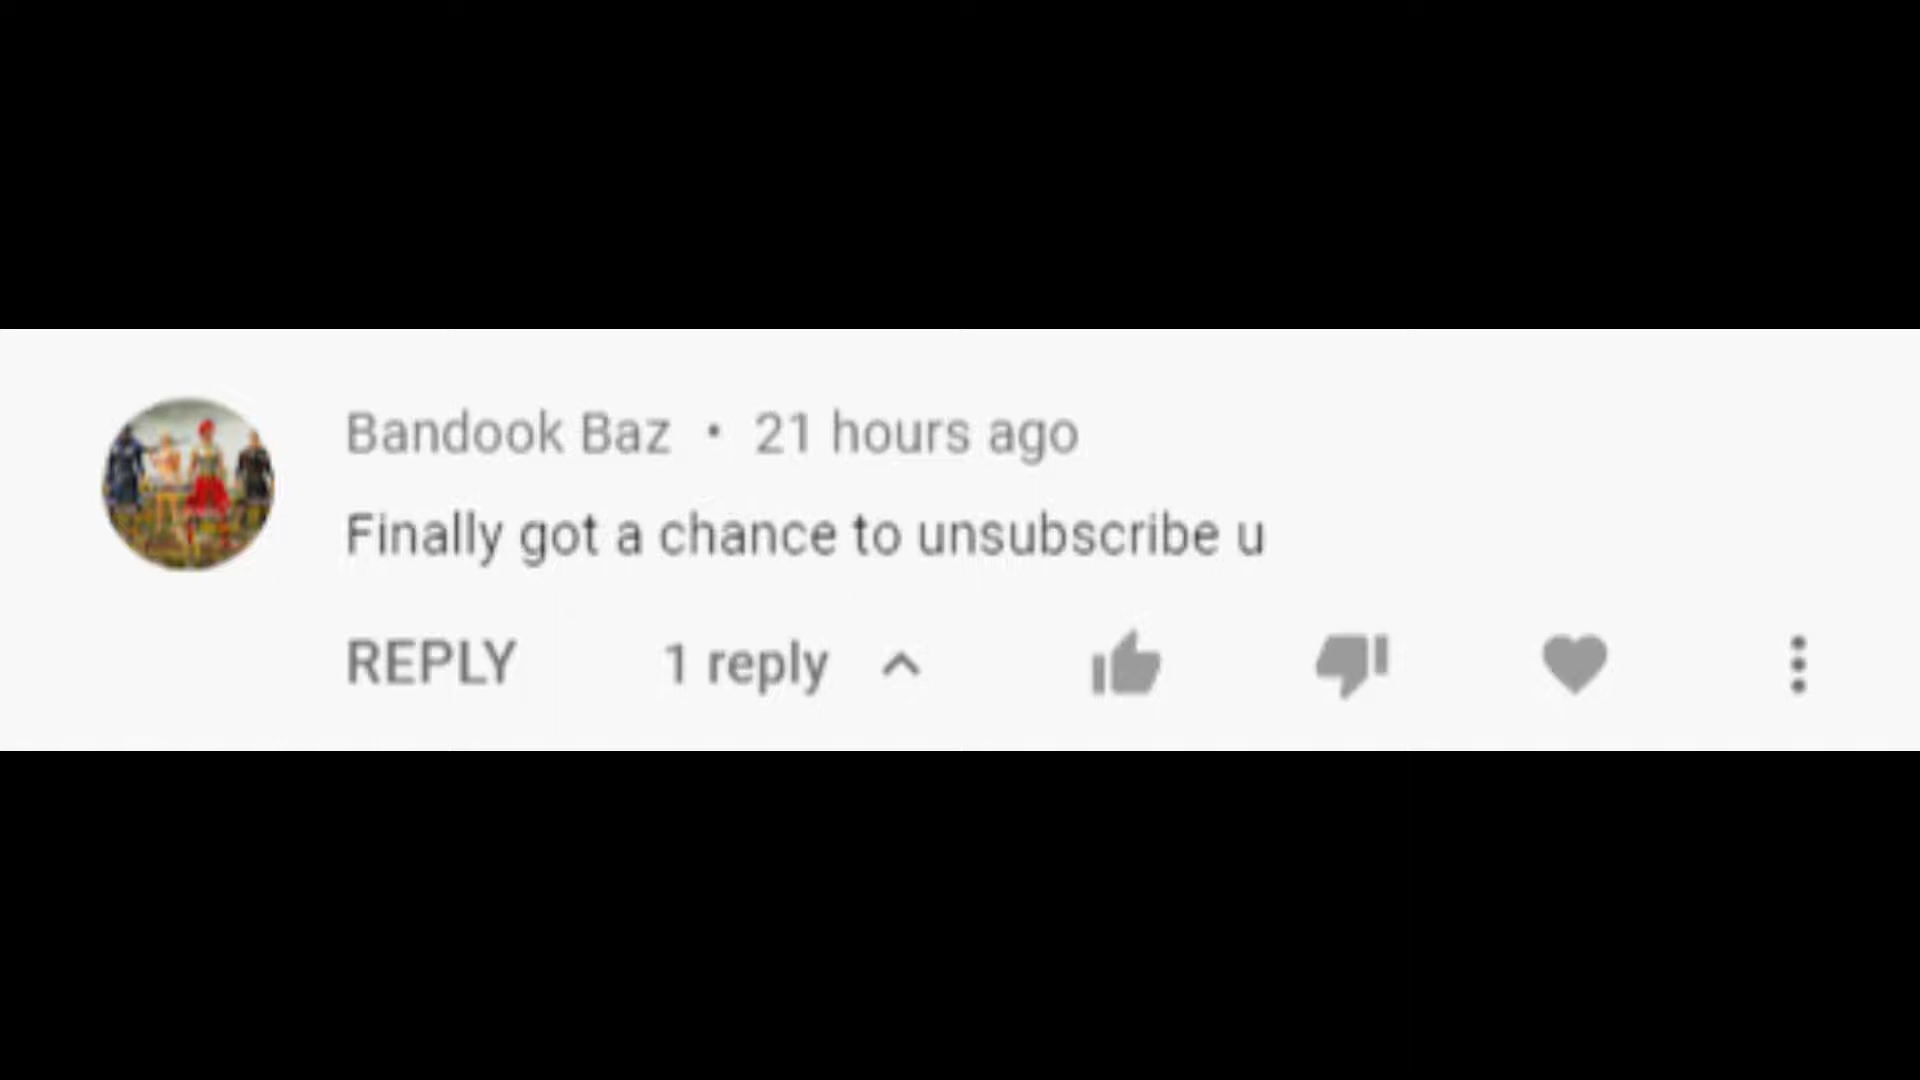 Bandook Baz • 21 hours ago
Finally got a chance to unsubscribe u
REPLY 1 reply